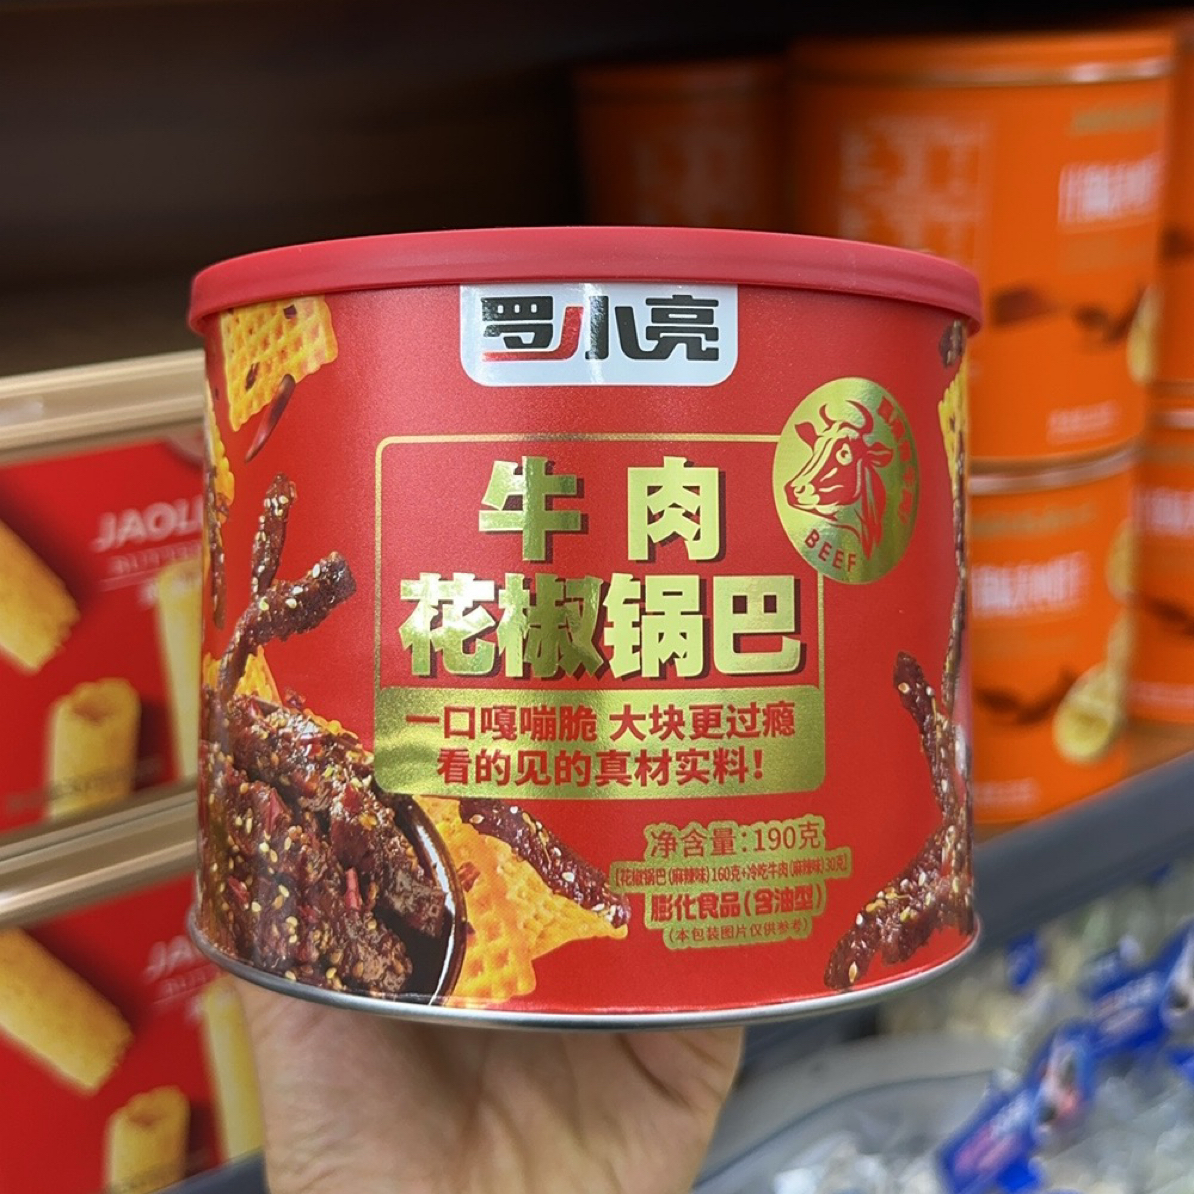 罗小亮
牛肉
花椒锅巴
BEEF
一口嘎嘣脆 大块更过瘾
看的见的真材实料！
净含量：190克
[花椒锅巴(麻辣味)160克+冷吃牛肉(麻辣味)30克]
膨化食品(含油型)
(本包装图片仅供参考)